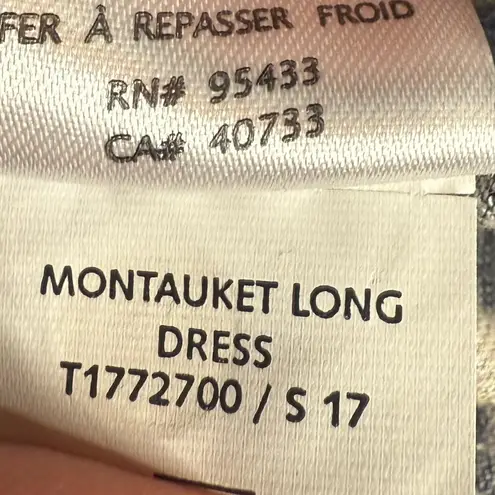 FER À REPASSER FROID
RN# 95433
CA# 40733
MONTAUKET LONG
DRESS
T1772700 / S 17